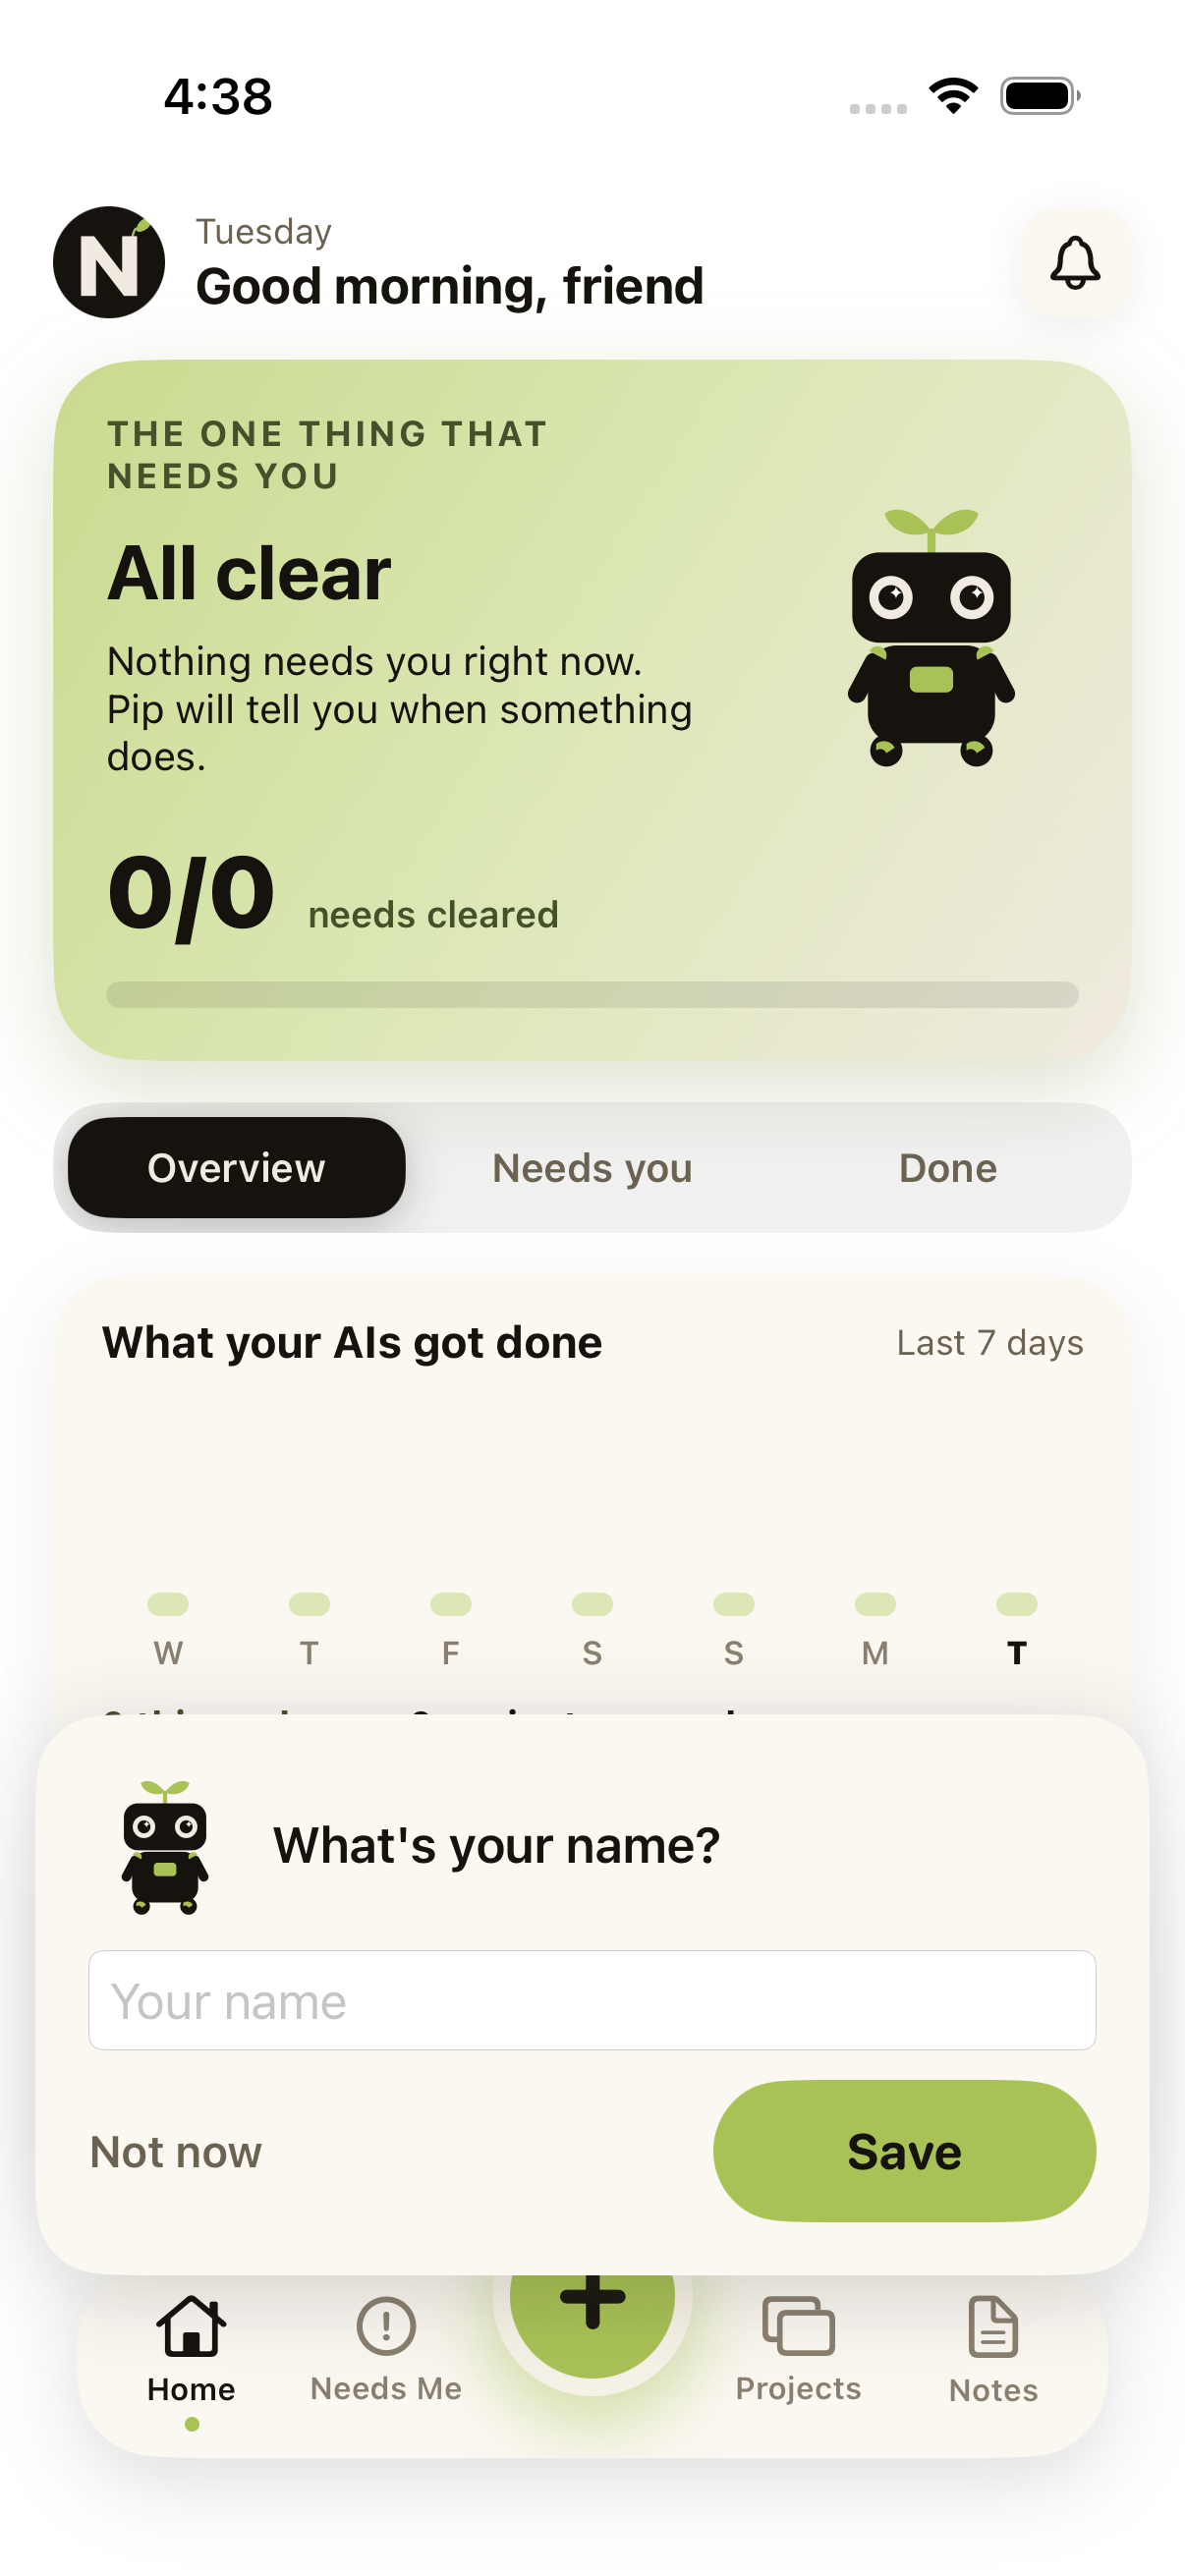 4:38
N
Tuesday
Good morning, friend
THE ONE THING THAT
NEEDS YOU
All clear
Nothing needs you right now.
Pip will tell you when something
does.
0/0 needs cleared
Overview Needs you Done
What your AIs got done Last 7 days
W T F S S M T
What's your name?
Your name
Not now Save
Home Needs Me Projects Notes